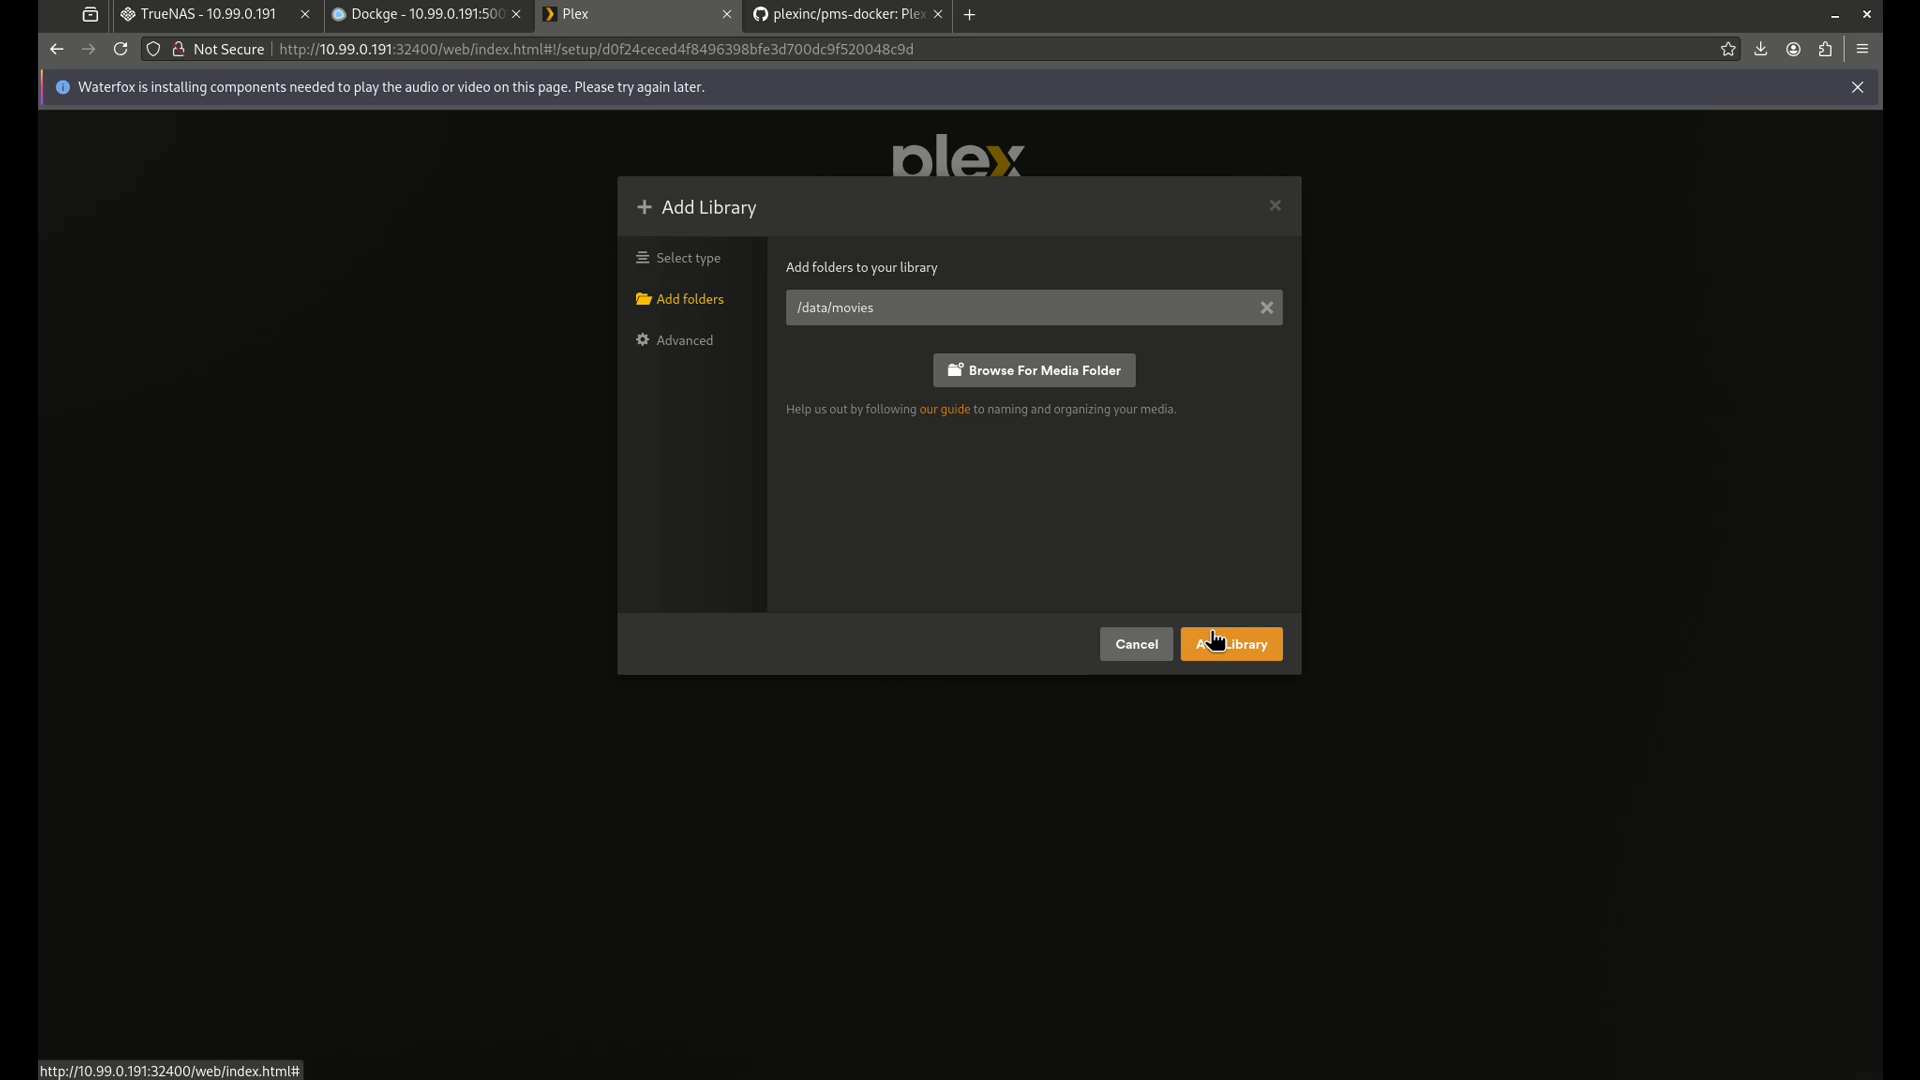 TrueNAS - 10.99.0.191
Dockge - 10.99.0.191:500
Plex
plexinc/pms-docker: Plex
Not Secure
http://10.99.0.191:32400/web/index.html#!/setup/d0f24ceced4f8496398bfe3d700dc9f520048c9d
Waterfox is installing components needed to play the audio or video on this page. Please try again later.
plex
Add Library
Select type
Add folders
Advanced
Add folders to your library
/data/movies
Browse For Media Folder
Help us out by following our guide to naming and organizing your media.
Cancel
Library
http://10.99.0.191:32400/web/index.html#